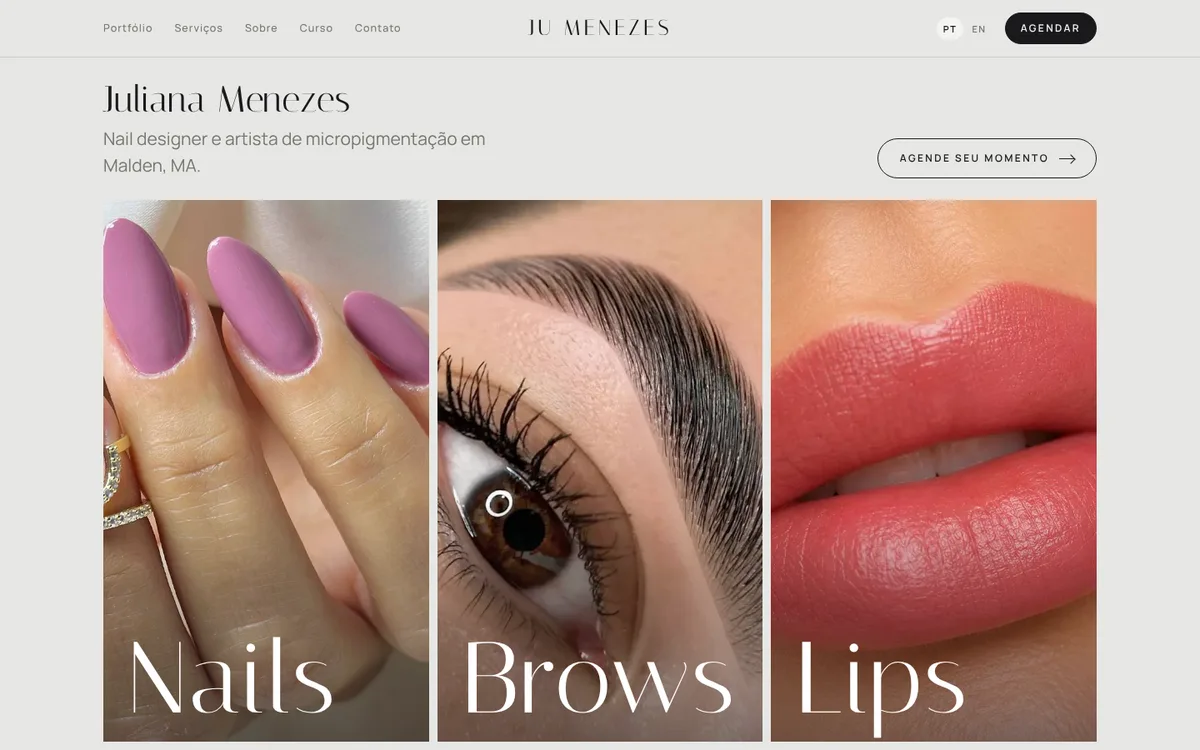 Portfólio Serviços Sobre Curso Contato
JU MENEZES
PT EN AGENDAR
Juliana Menezes
Nail designer e artista de micropigmentação em
Malden, MA.
AGENDE SEU MOMENTO
Nails
Brows
Lips